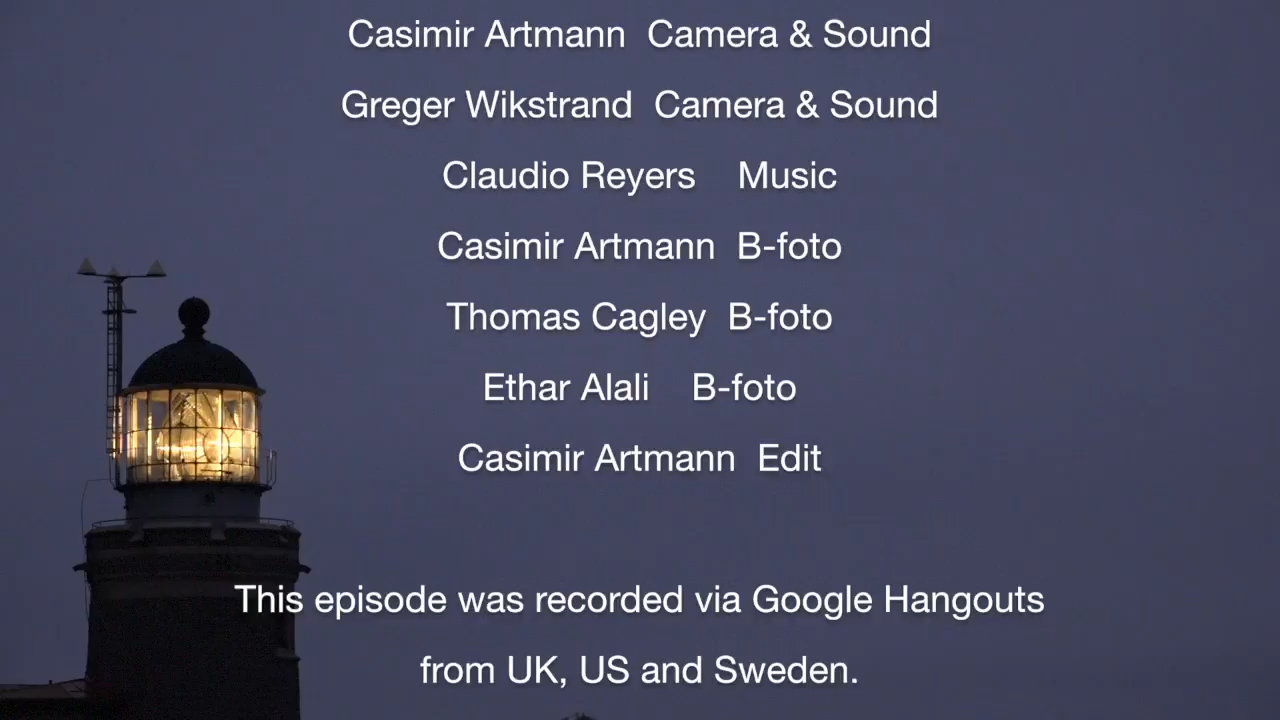 Casimir Artmann Camera & Sound
Greger Wikstrand Camera & Sound
Claudio Reyers Music
Casimir Artmann B-foto
Thomas Cagley B-foto
Ethar Alali B-foto
Casimir Artmann Edit
This episode was recorded via Google Hangouts
from UK, US and Sweden.